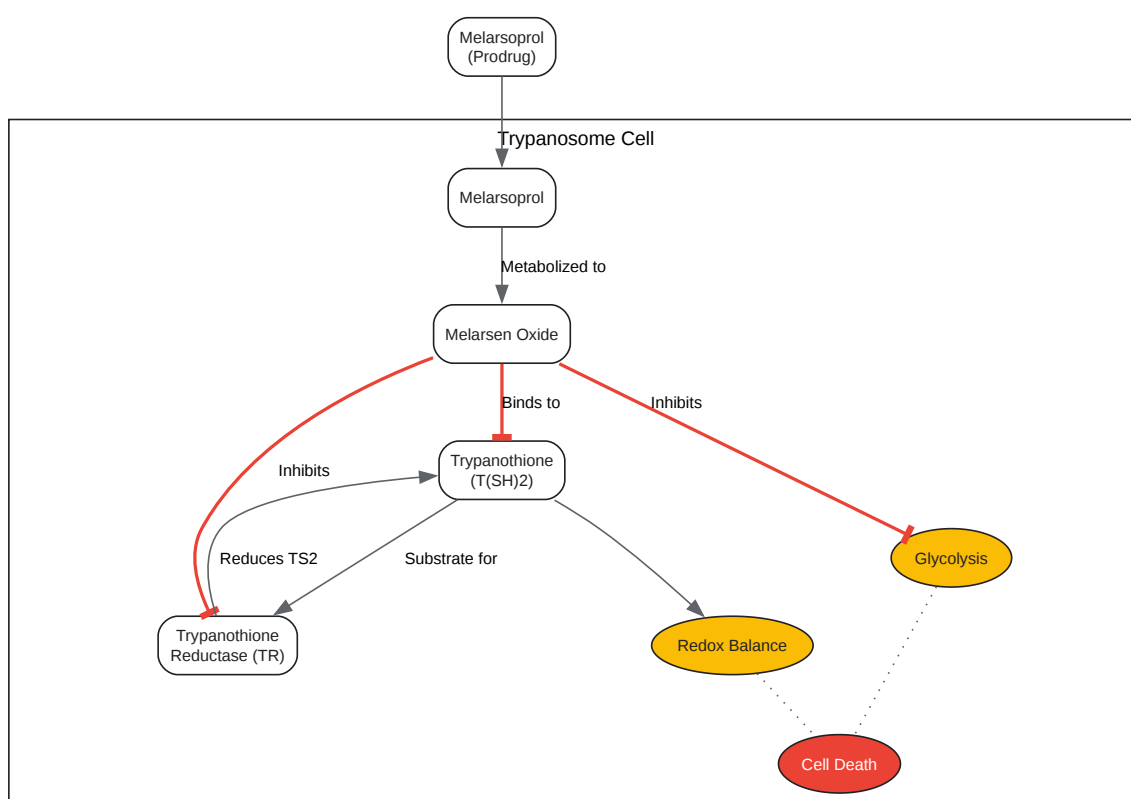 Melarsoprol
(Prodrug)
Trypanosome Cell
Melarsoprol
Metabolized to
Melarsen Oxide
Binds to
Inhibits
Trypanothione
(T(SH)2)
Inhibits
Reduces TS2
Substrate for
Glycolysis
Trypanothione
Reductase (TR)
Redox Balance
Cell Death